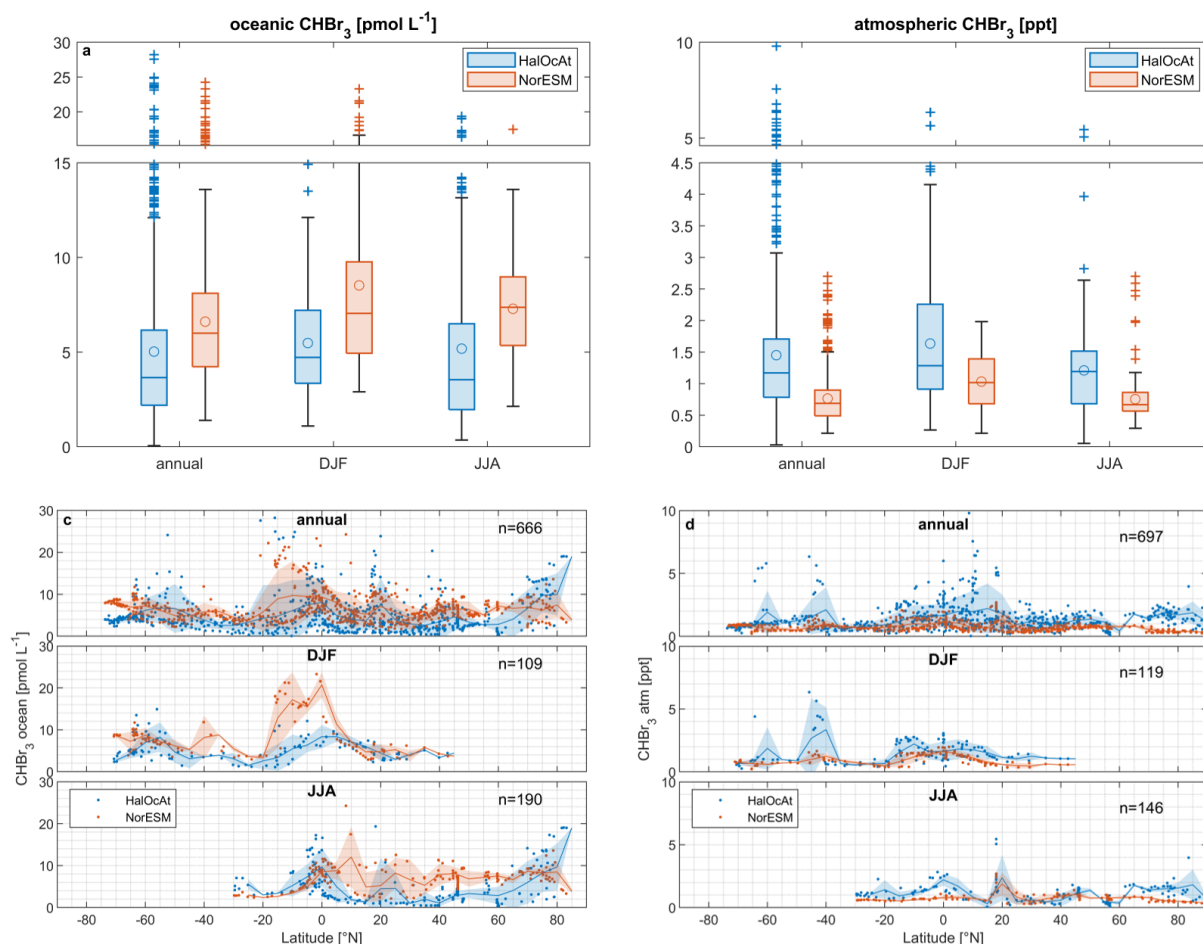 oceanic CHBr3 [pmol L-1]
a
30
25
20
15
10
5
0
HalOcAt
NorESM
annual
DJF
JJA
atmospheric CHBr3 [ppt]
10
5
4.5
4
3.5
3
2.5
2
1.5
1
0.5
0
HalOcAt
NorESM
annual
DJF
JJA
CHBr3 ocean [pmol L-1]
c
annual
n=666
30
20
10
0
DJF
n=109
30
20
10
0
JJA
n=190
30
20
10
0
HalOcAt
NorESM
-80 -60 -40 -20 0 20 40 60 80
Latitude [°N]
CHBr3 atm [ppt]
d
annual
n=697
10
5
0
DJF
n=119
10
5
0
JJA
n=146
10
5
0
HalOcAt
NorESM
-80 -60 -40 -20 0 20 40 60 80
Latitude [°N]